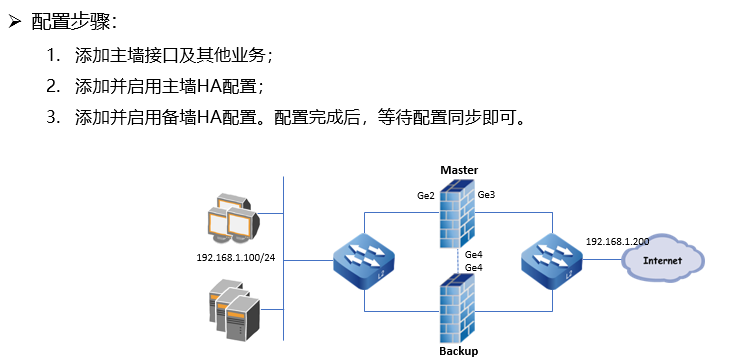 ➢ 配置步骤：
1. 添加主墙接口及其他业务；
2. 添加并启用主墙HA配置；
3. 添加并启用备墙HA配置。配置完成后，等待配置同步即可。
Master
Ge2
Ge3
192.168.1.100/24
L2
Ge4
Ge4
L2
192.168.1.200
Internet
Backup